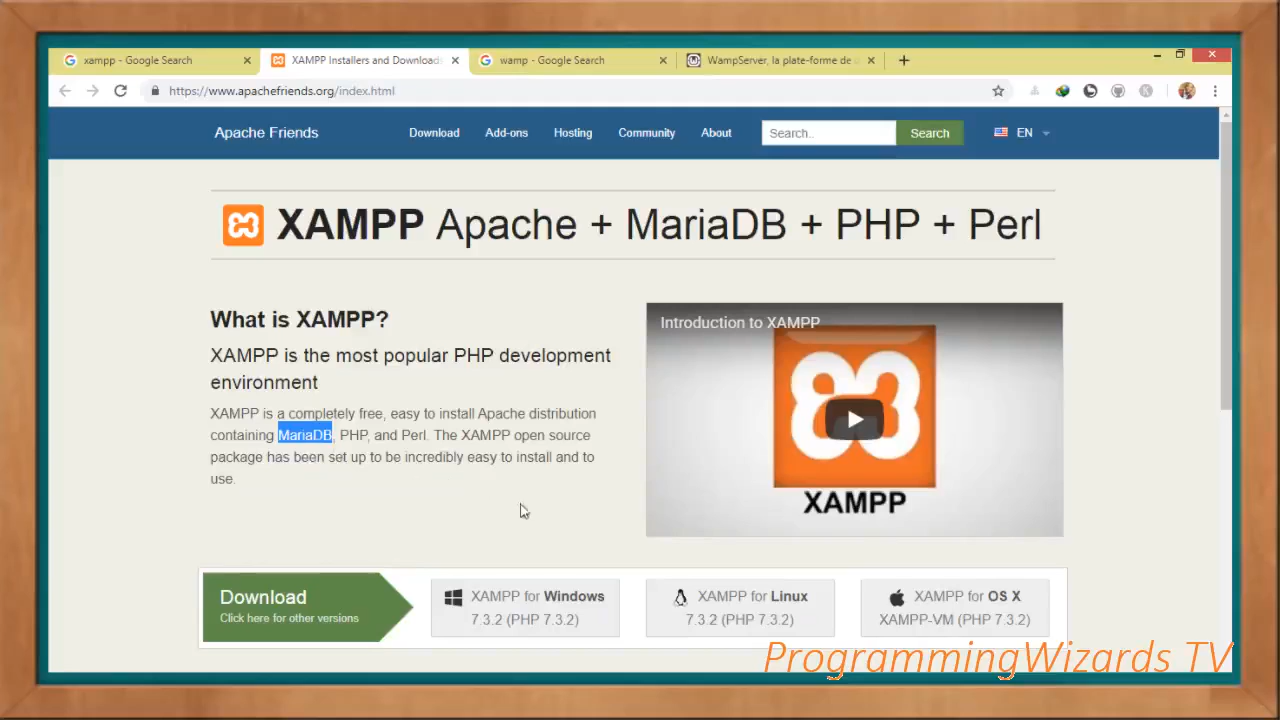 xampp - Google Search
XAMPP Installers and Downloads
wamp - Google Search
WampServer, la plate-forme de
https://www.apachefriends.org/index.html
Apache Friends
Download
Add-ons
Hosting
Community
About
Search..
Search
EN
XAMPP Apache + MariaDB + PHP + Perl
What is XAMPP?
XAMPP is the most popular PHP development
environment
XAMPP is a completely free, easy to install Apache distribution
containing MariaDB, PHP, and Perl. The XAMPP open source
package has been set up to be incredibly easy to install and to
use.
Introduction to XAMPP
XAMPP
Download
Click here for other versions
XAMPP for Windows
7.3.2 (PHP 7.3.2)
XAMPP for Linux
7.3.2 (PHP 7.3.2)
XAMPP for OS X
XAMPP-VM (PHP 7.3.2)
ProgrammingWizards TV